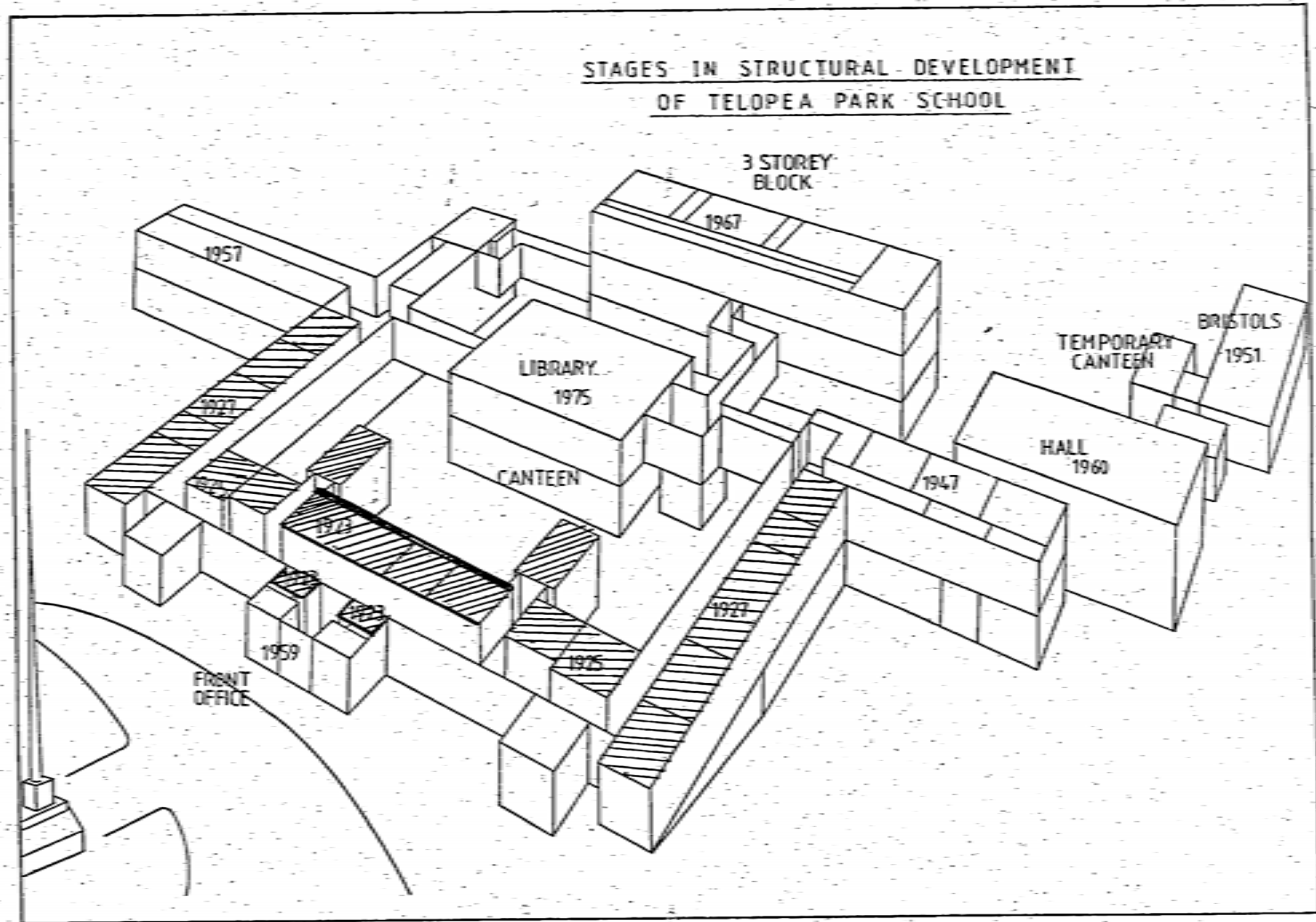 STAGES IN STRUCTURAL DEVELOPMENT
OF TELOPEA PARK SCHOOL
3 STOREY
BLOCK
1967
1957
BRISTOLS
1951
TEMPORARY
CANTEEN
LIBRARY
1975
HALL
1960
1927
CANTEEN
1947
1923
1927
1923
1959
1925
FRONT
OFFICE